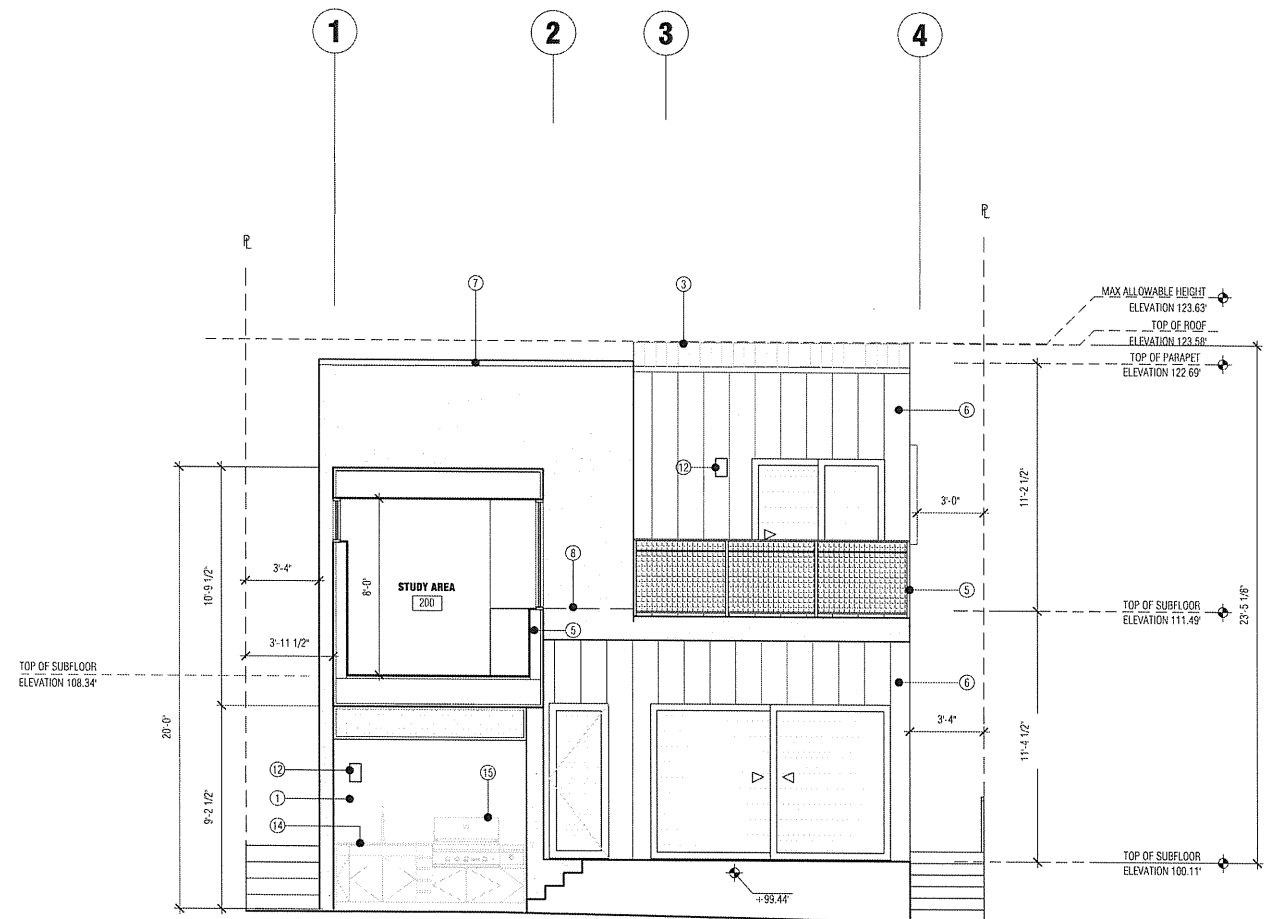 1
2
3
4
PL
PL
7
3
MAX ALLOWABLE HEIGHT
ELEVATION 123.63'
TOP OF ROOF
ELEVATION 123.58'
TOP OF PARAPET
ELEVATION 122.69'
6
12
11'-2 1/2"
3'-0"
8
3'-4"
10'-9 1/2"
8'-0"
STUDY AREA
200
5
5
TOP OF SUBFLOOR
ELEVATION 111.49'
23'-5 1/8"
3'-11 1/2"
TOP OF SUBFLOOR
ELEVATION 108.34'
6
3'-4"
20'-0"
11'-4 1/2"
12
15
1
9'-2 1/2"
14
TOP OF SUBFLOOR
ELEVATION 100.11'
+99.44'